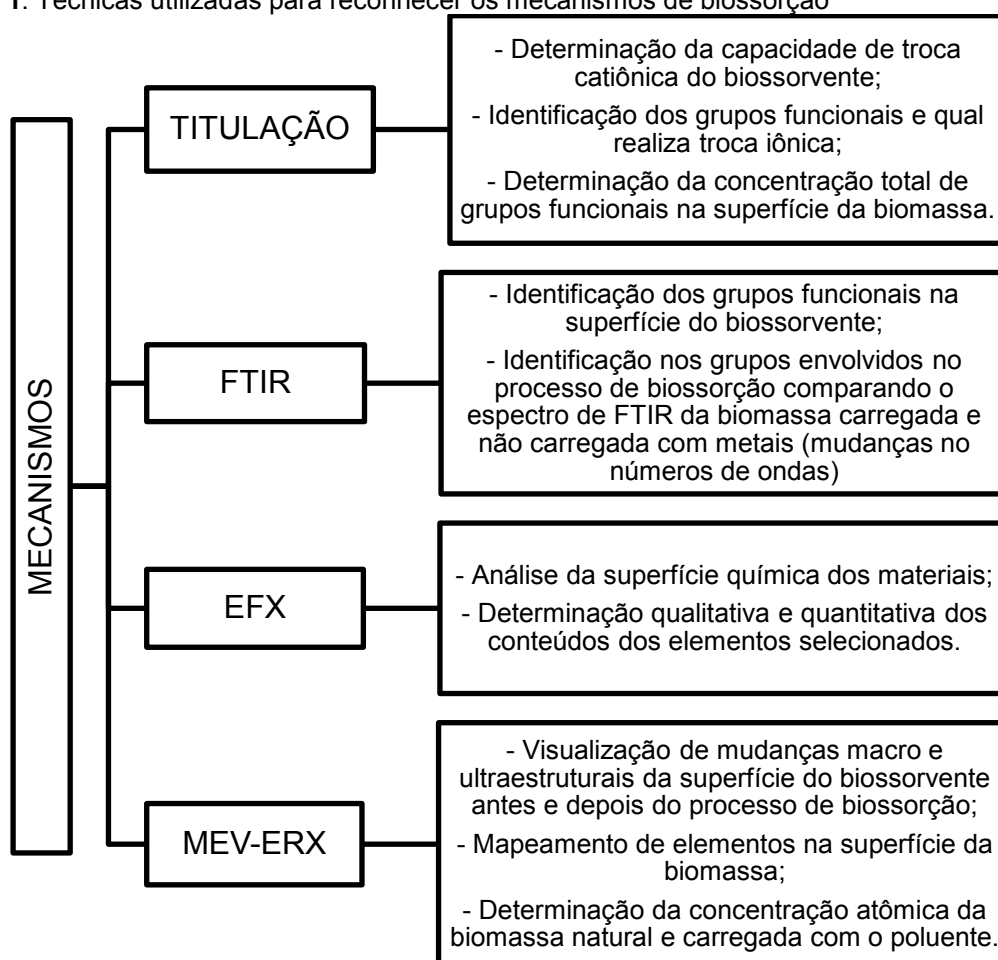 1. Técnicas utilizadas para reconhecer os mecanismos de biossorção
MECANISMOS
TITULAÇÃO
- Determinação da capacidade de troca
catiônica do biossorvente;
- Identificação dos grupos funcionais e qual
realiza troca iônica;
- Determinação da concentração total de
grupos funcionais na superfície da biomassa.
FTIR
- Identificação dos grupos funcionais na
superfície do biossorvente;
- Identificação nos grupos envolvidos no
processo de biossorção comparando o
espectro de FTIR da biomassa carregada e
não carregada com metais (mudanças no
números de ondas)
EFX
- Análise da superfície química dos materiais;
- Determinação qualitativa e quantitativa dos
conteúdos dos elementos selecionados.
MEV-ERX
- Visualização de mudanças macro e
ultraestruturais da superfície do biossorvente
antes e depois do processo de biossorção;
- Mapeamento de elementos na superfície da
biomassa;
- Determinação da concentração atômica da
biomassa natural e carregada com o poluente.